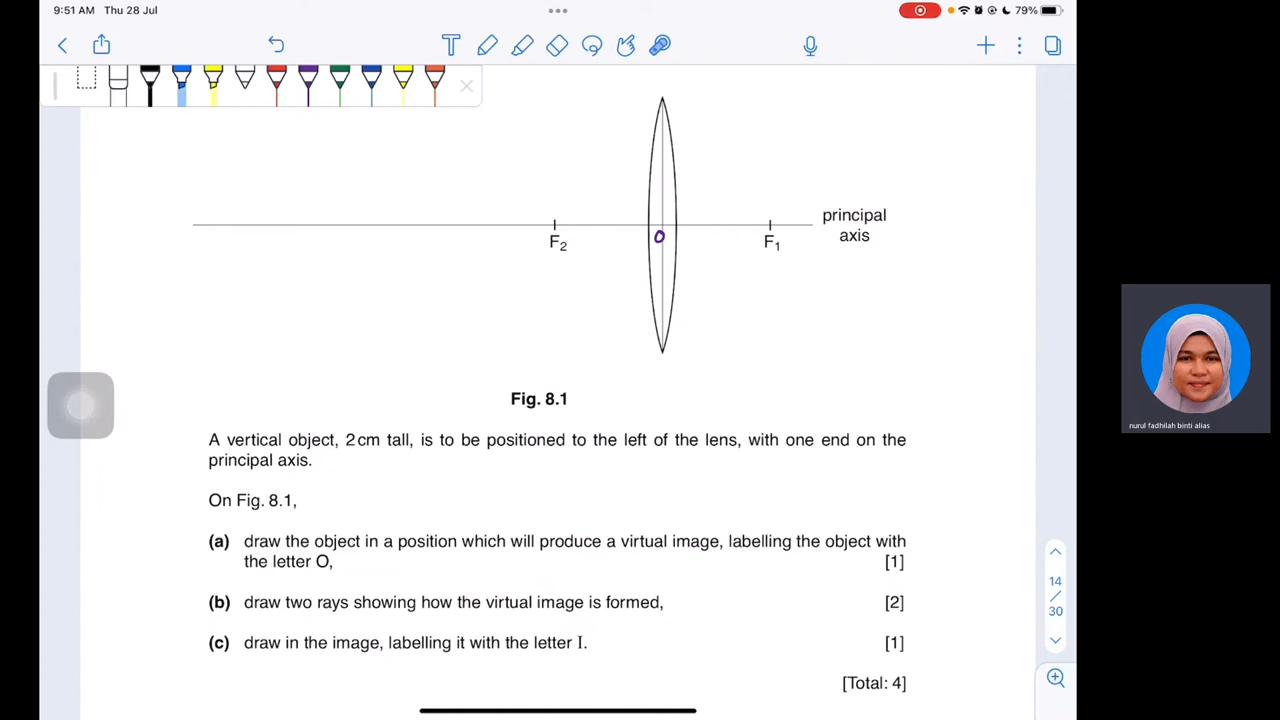 9:51 AM Thu 28 Jul
79%
T
principal
axis
F2
O
F1
Fig. 8.1
A vertical object, 2 cm tall, is to be positioned to the left of the lens, with one end on the
principal axis.
On Fig. 8.1,
(a) draw the object in a position which will produce a virtual image, labelling the object with
the letter O, [1]
(b) draw two rays showing how the virtual image is formed, [2]
(c) draw in the image, labelling it with the letter I. [1]
[Total: 4]
14
/
30
nurul fadhilah binti alias